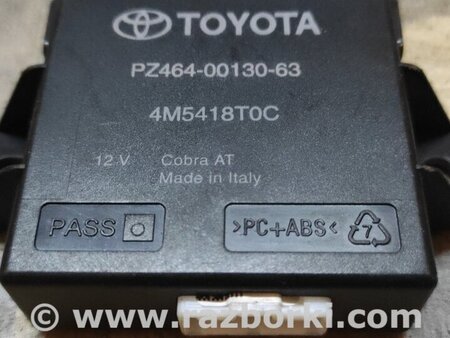 TOYOTA
PZ464-00130-63
4M5418T0C
12 V Cobra AT
Made in Italy
PASS >PC+ABS< 7
© www.razborki.com